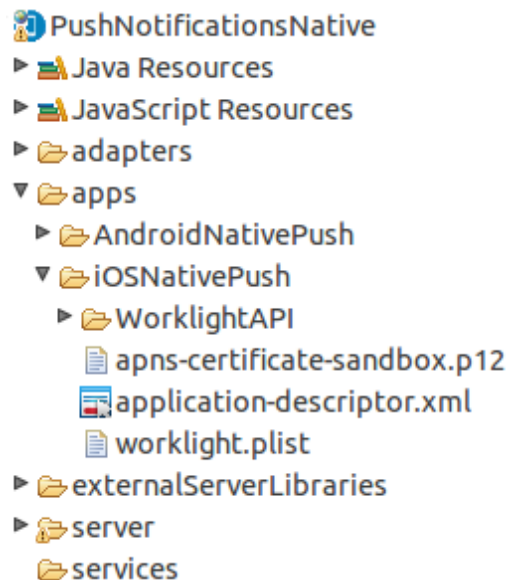 PushNotificationsNative
Java Resources
JavaScript Resources
adapters
apps
AndroidNativePush
iOSNativePush
WorklightAPI
apns-certificate-sandbox.p12
application-descriptor.xml
worklight.plist
externalServerLibraries
server
services